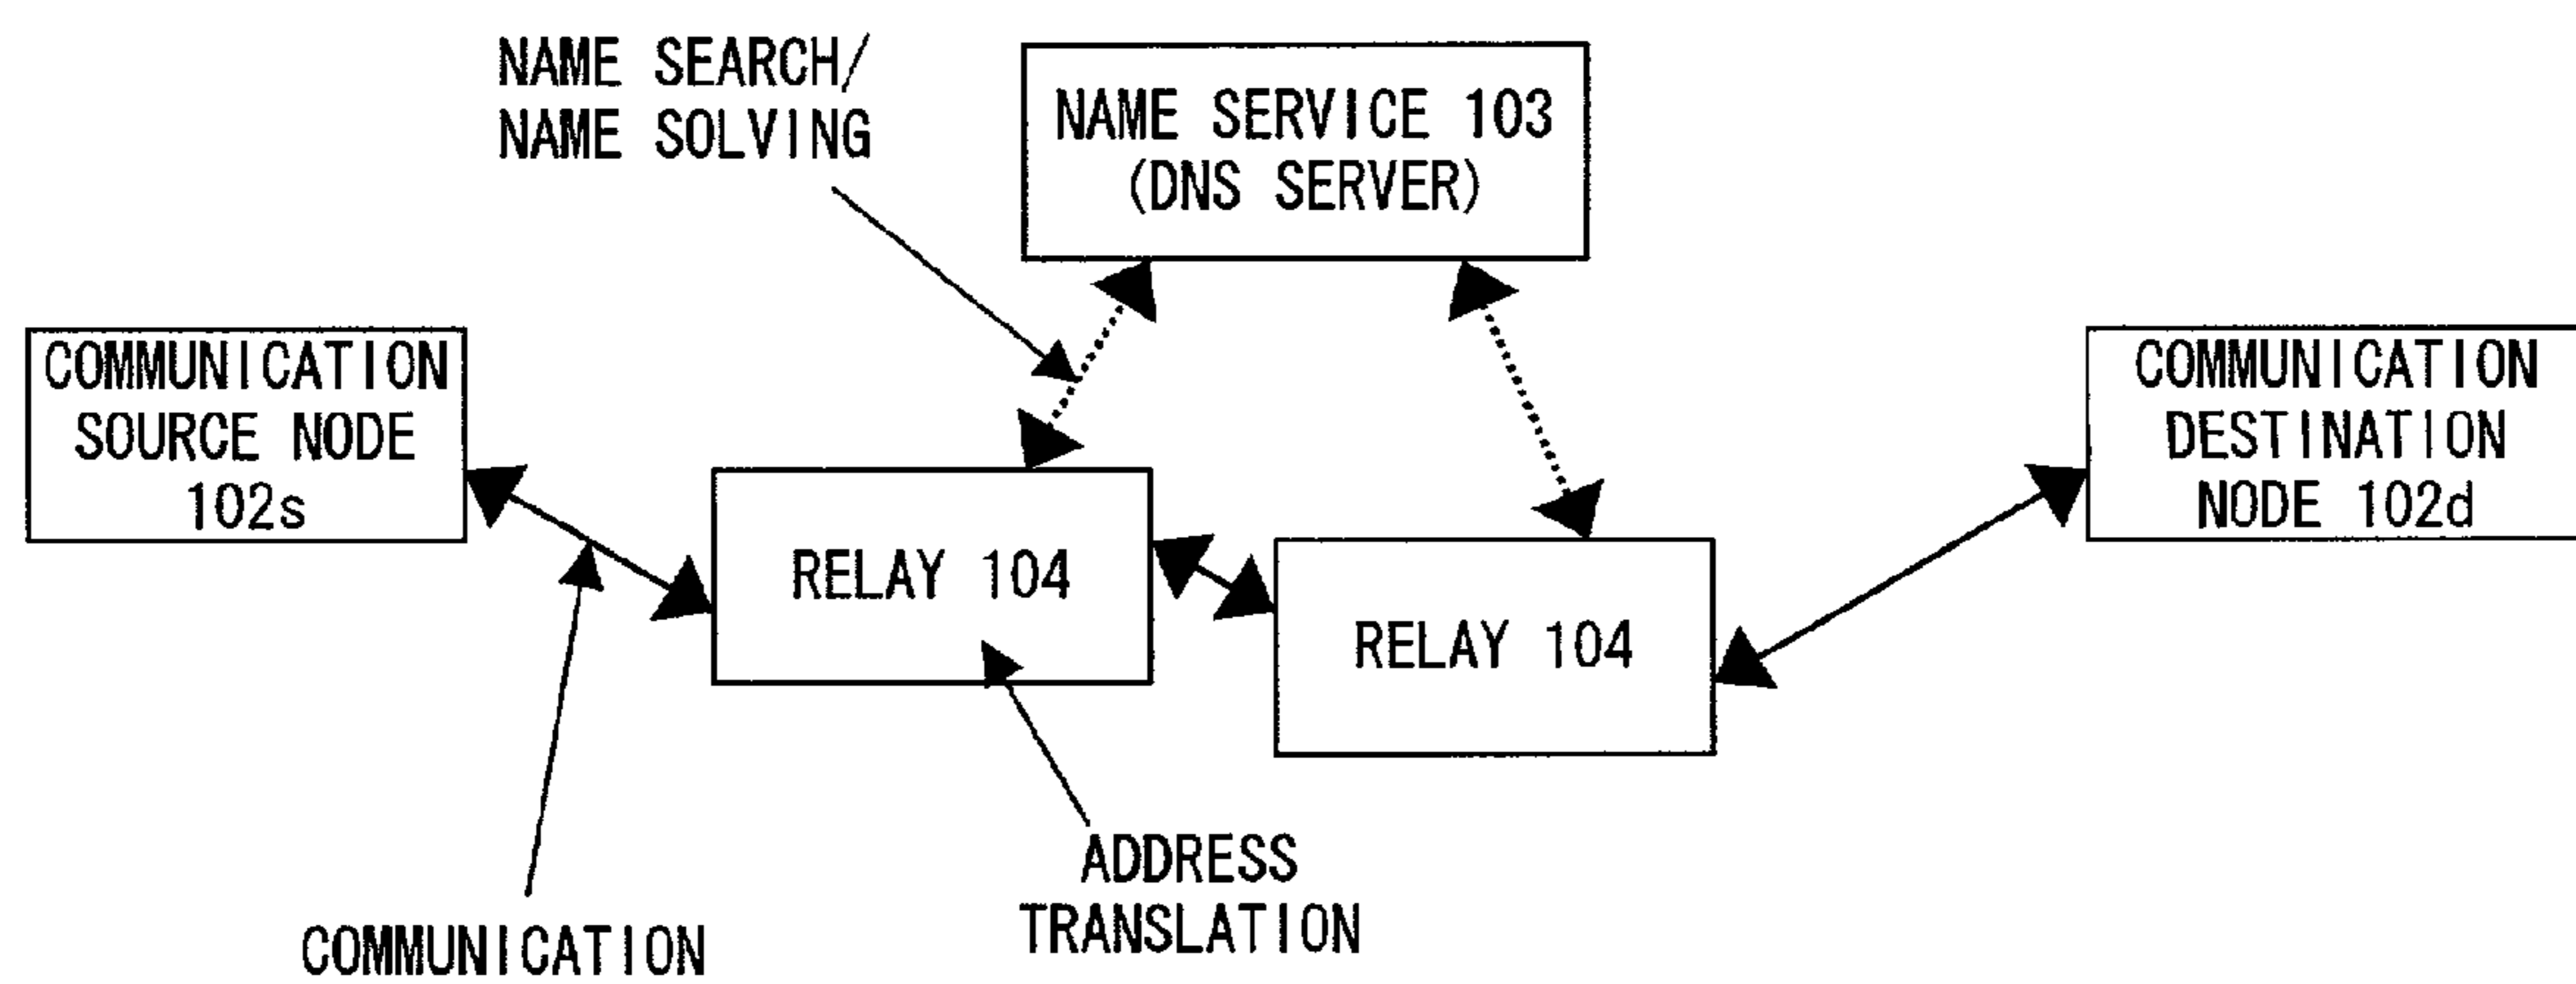 NAME SEARCH/
NAME SOLVING
NAME SERVICE 103
(DNS SERVER)
COMMUNICATION
SOURCE NODE
102s
COMMUNICATION
DESTINATION
NODE 102d
RELAY 104
RELAY 104
ADDRESS
TRANSLATION
COMMUNICATION